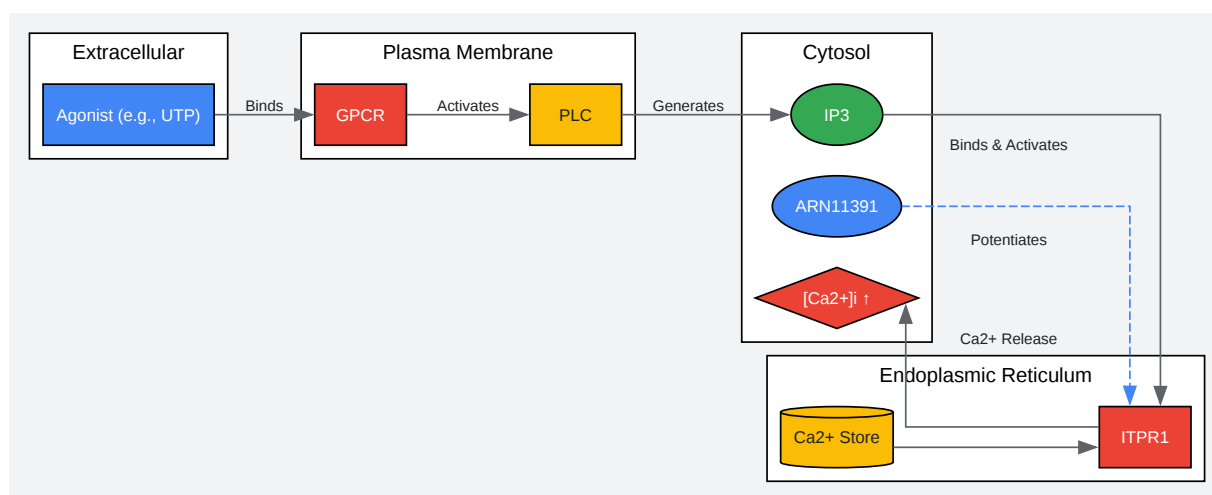 Extracellular
Plasma Membrane
Cytosol
Agonist (e.g., UTP)
Binds
GPCR
Activates
PLC
Generates
IP3
Binds & Activates
ARN11391
Potentiates
[Ca2+]i ↑
Ca2+ Release
Endoplasmic Reticulum
Ca2+ Store
ITPR1